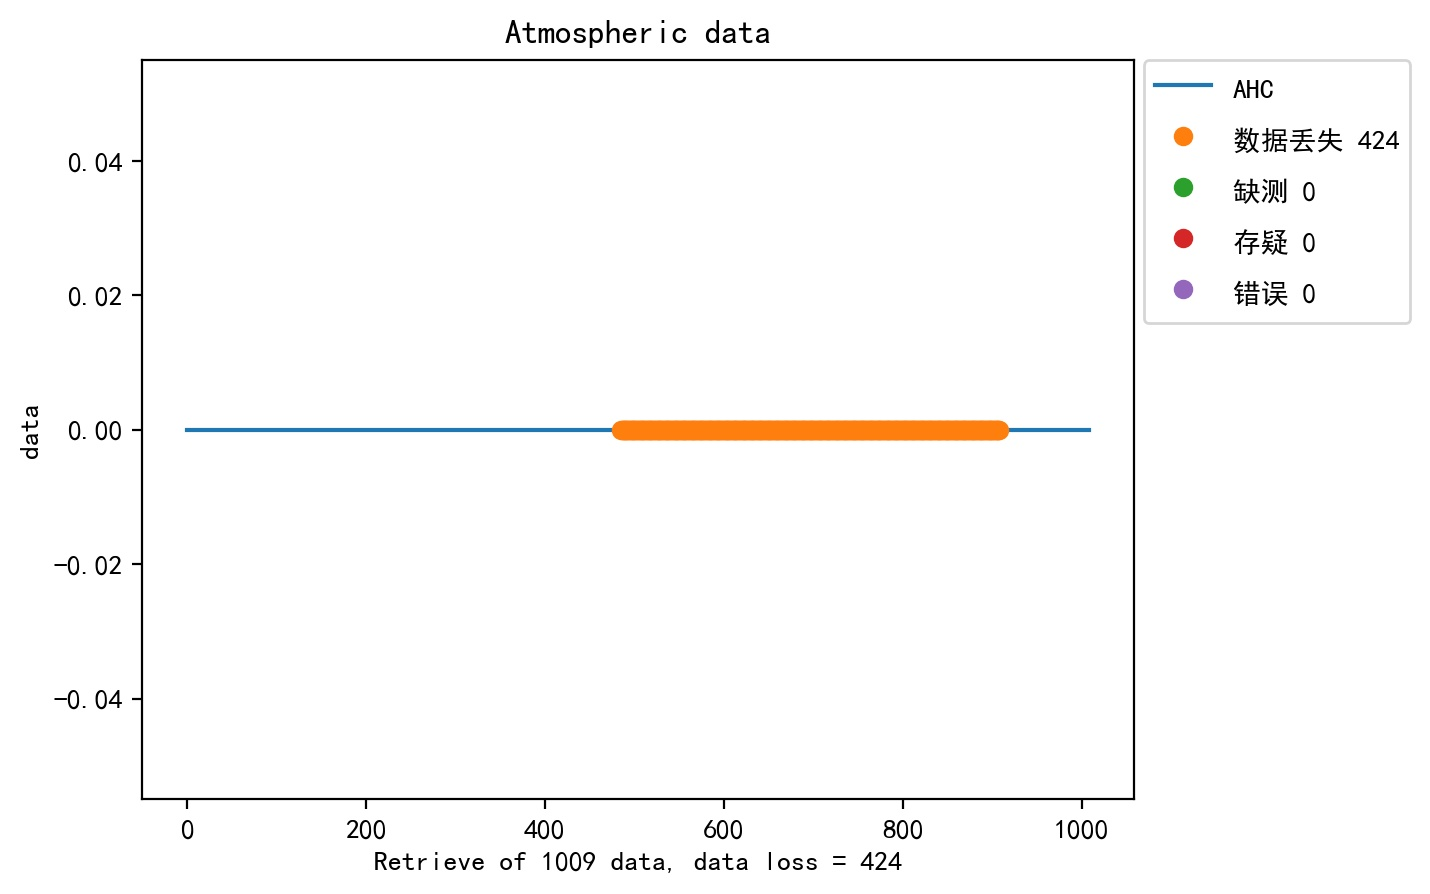 Atmospheric data
AHC
数据丢失 424
缺测 0
存疑 0
错误 0
data
0.04
0.02
0.00
-0.02
-0.04
0 200 400 600 800 1000
Retrieve of 1009 data, data loss = 424